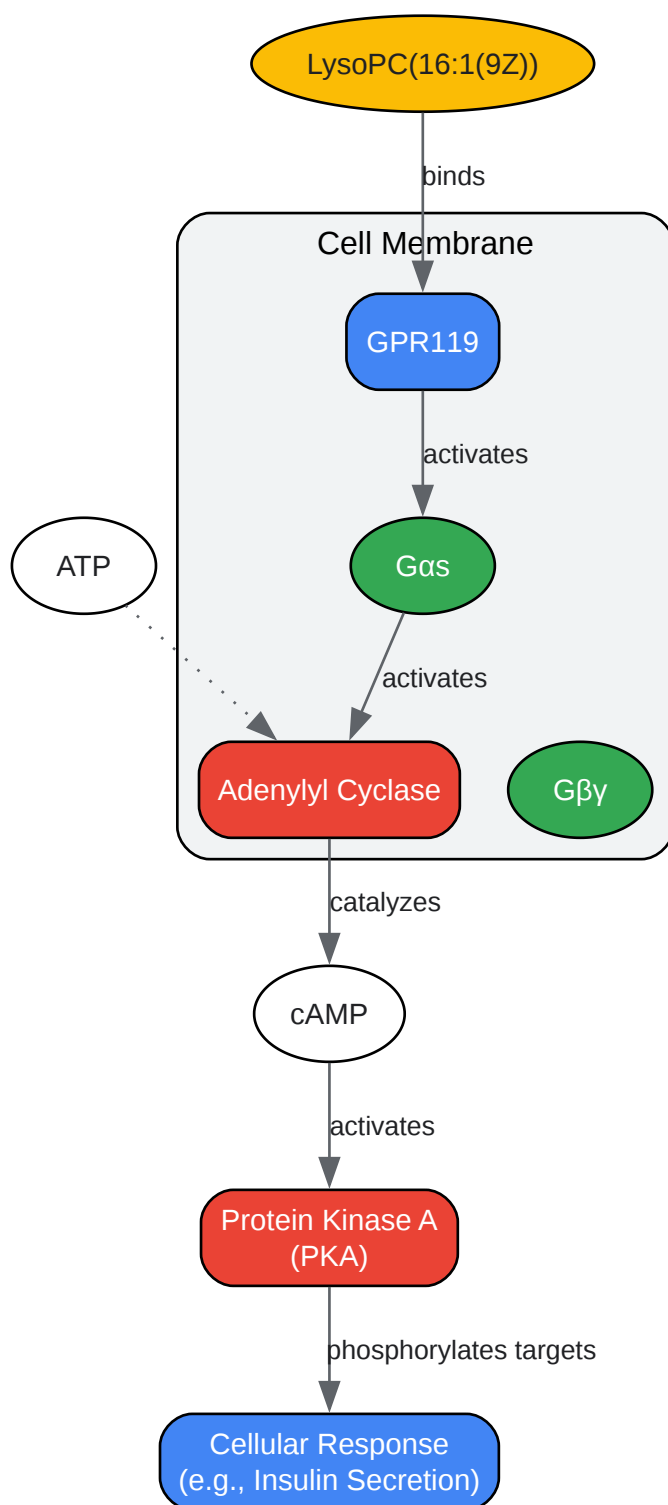 LysoPC(16:1(9Z))
binds
Cell Membrane
GPR119
activates
ATP
Gαs
activates
Adenylyl Cyclase
Gβγ
catalyzes
cAMP
activates
Protein Kinase A
(PKA)
phosphorylates targets
Cellular Response
(e.g., Insulin Secretion)